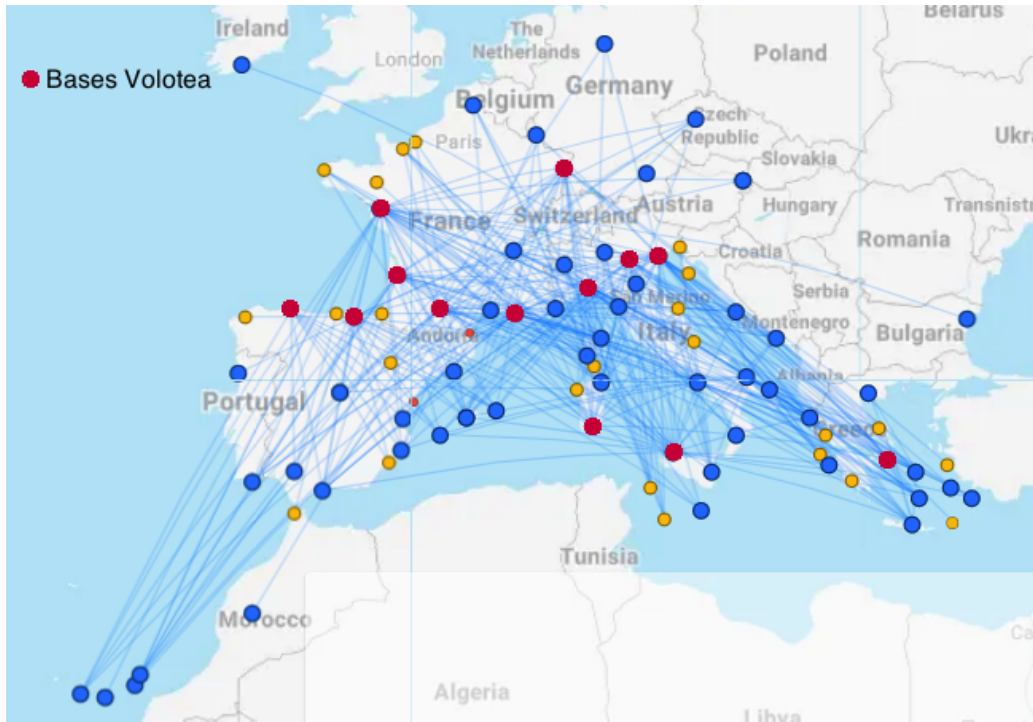 Ireland
The
Netherlands
Belarus
Poland
London
Bases Volotea
Germany
Belgium
Czech
Republic
Ukra
Paris
Slovakia
France
Switzerland
Austria
Hungary
Transnistr
Croatia
Romania
San Marino
Serbia
Andorra
Italy
Montenegro
Bulgaria
Albania
Portugal
Greece
Tunisia
Morocco
Ca
Algeria
Libya